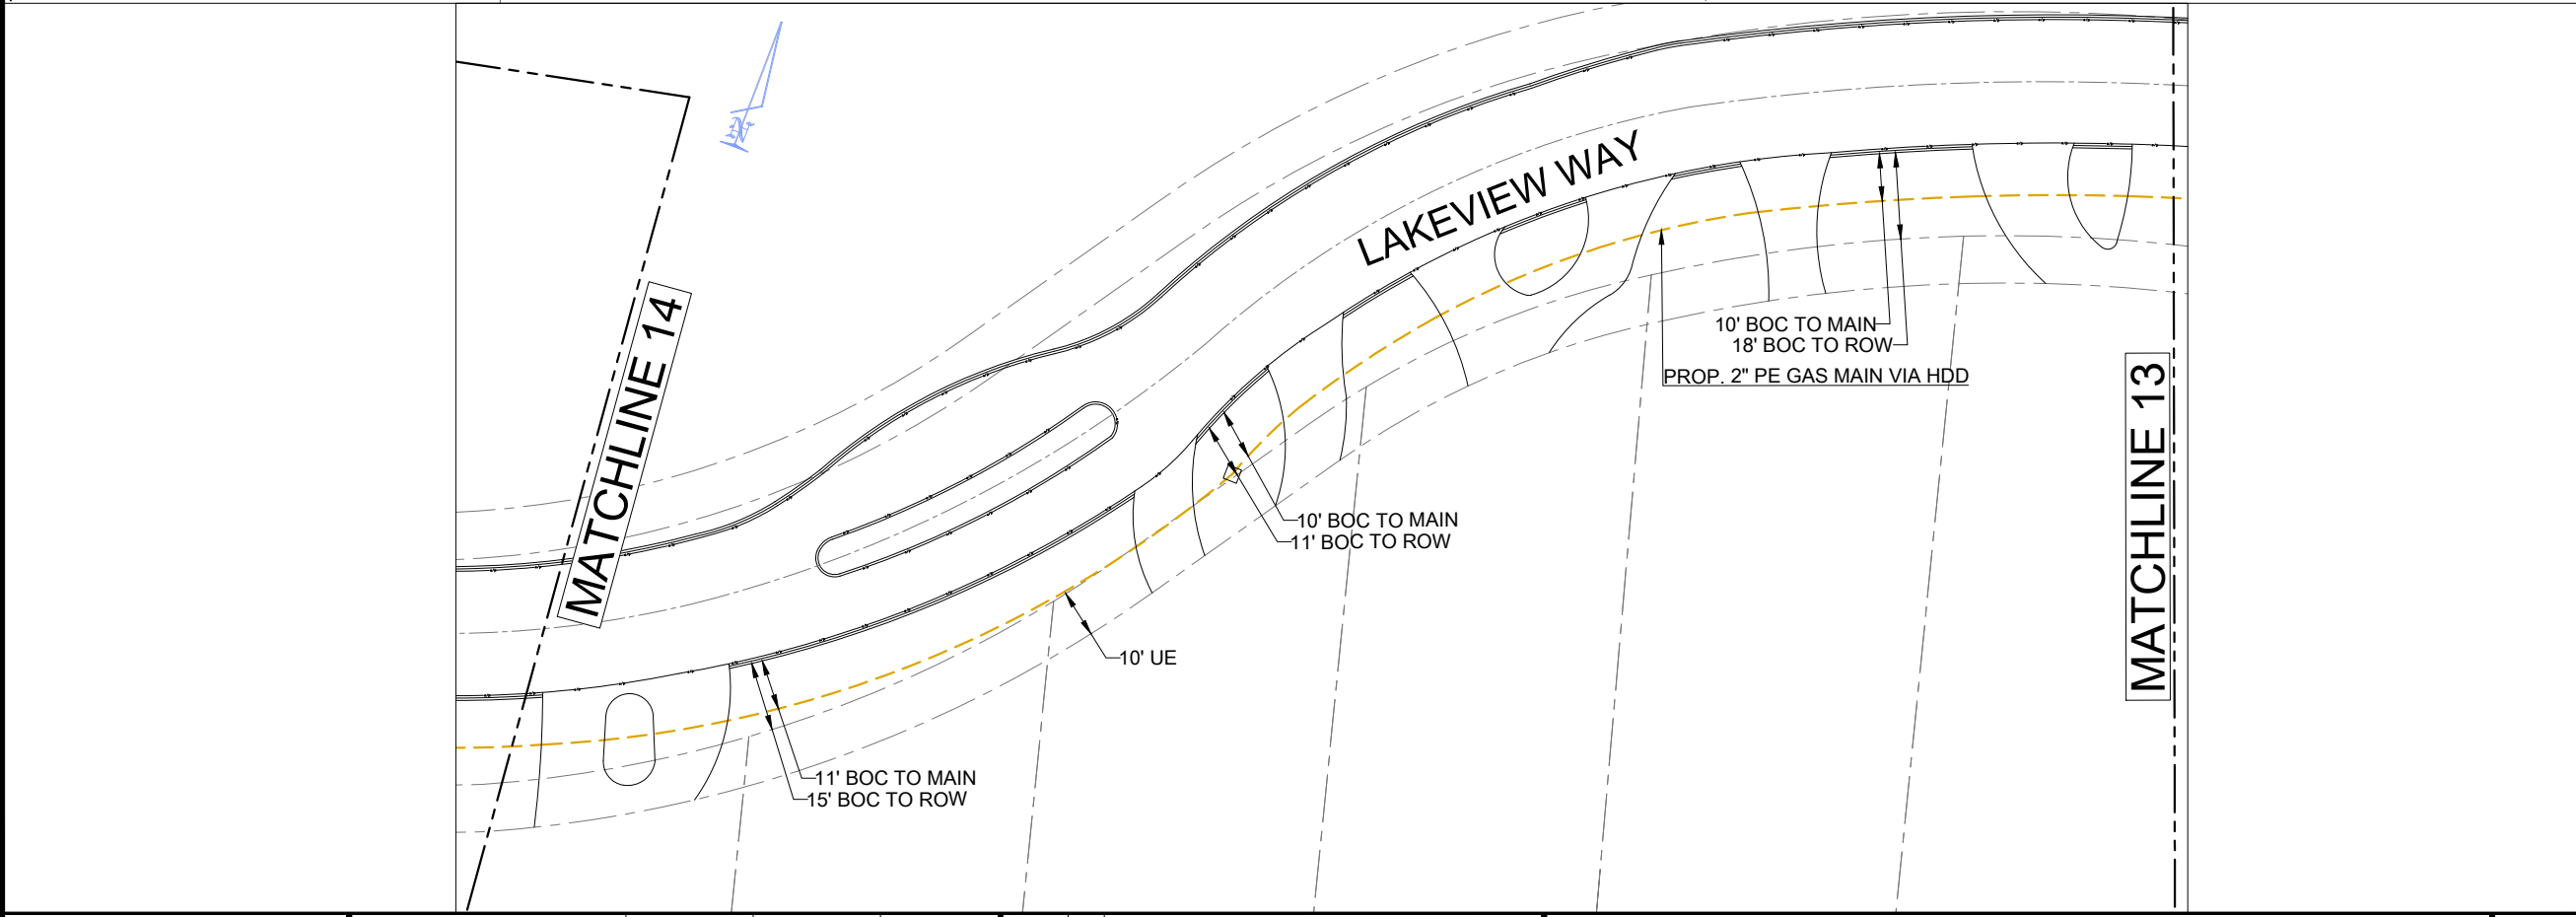 N
LAKEVIEW WAY
MATCHLINE 14
10' BOC TO MAIN
18' BOC TO ROW
PROP. 2" PE GAS MAIN VIA HDD
MATCHLINE 13
10' BOC TO MAIN
11' BOC TO ROW
10' UE
11' BOC TO MAIN
15' BOC TO ROW